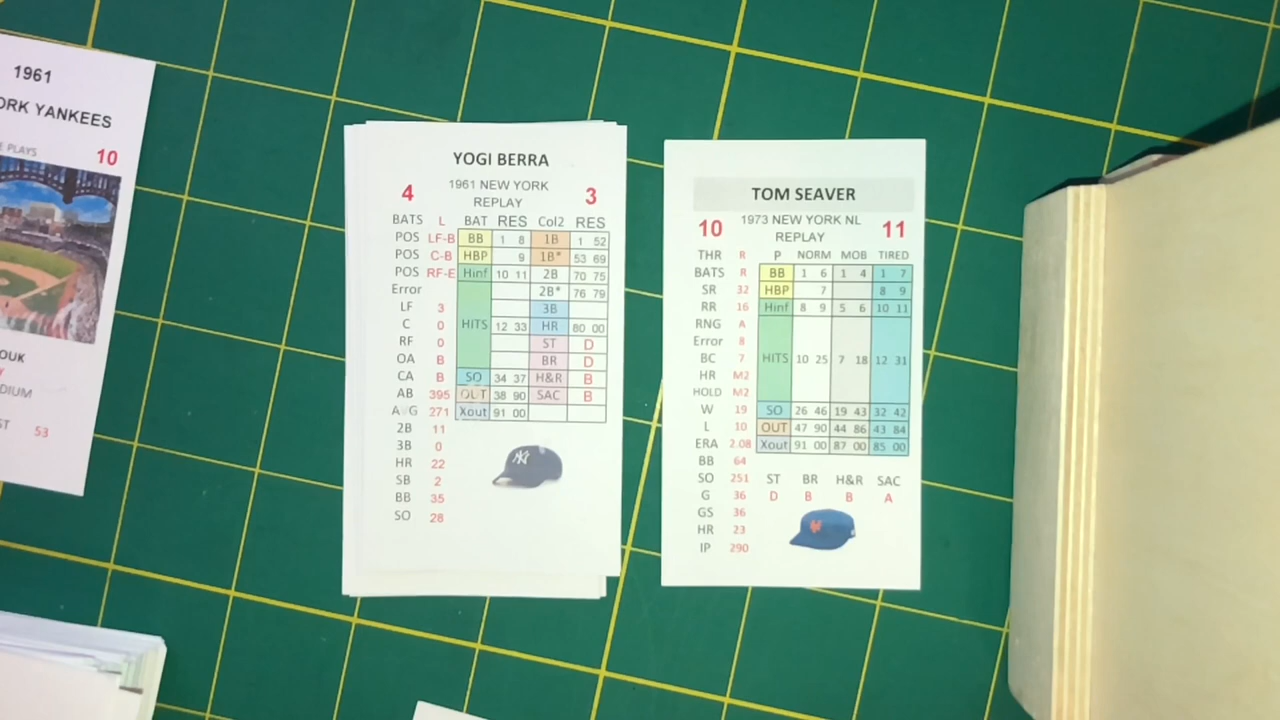 1961
ORK YANKEES
E PLAYS 10
OUK
DIUM
ST 53
YOGI BERRA
4 1961 NEW YORK 3
REPLAY
BATS L BAT RES Col2 RES
POS LF-B BB 1 8 1B 1 52
POS C-B HBP 9 1B* 53 69
POS RF-E Hinf 10 11 2B 70 75
Error 2B* 76 79
LF 3 3B
C 0 HITS 12 33 HR 80 00
RF 0 ST D
OA B BR D
CA B SO 34 37 H&R B
AB 395 OUT 38 90 SAC B
AVG 271 Xout 91 00
2B 11
3B 0
HR 22
SB 2
BB 35
SO 28
TOM SEAVER
10 1973 NEW YORK NL 11
REPLAY
THR R P NORM MOB TIRED
BATS R BB 1 6 1 4 1 7
SR 32 HBP 7 8 9
RR 16 Hinf 8 9 5 6 10 11
RNG A
Error 8
BC 7 HITS 10 25 7 18 12 31
HR M2
HOLD M2
W 19 SO 26 46 19 43 32 42
L 10 OUT 47 90 44 86 43 84
ERA 2.08 Xout 91 00 87 00 85 00
BB 64
SO 251 ST BR H&R SAC
G 36 D B B A
GS 36
HR 23
IP 290